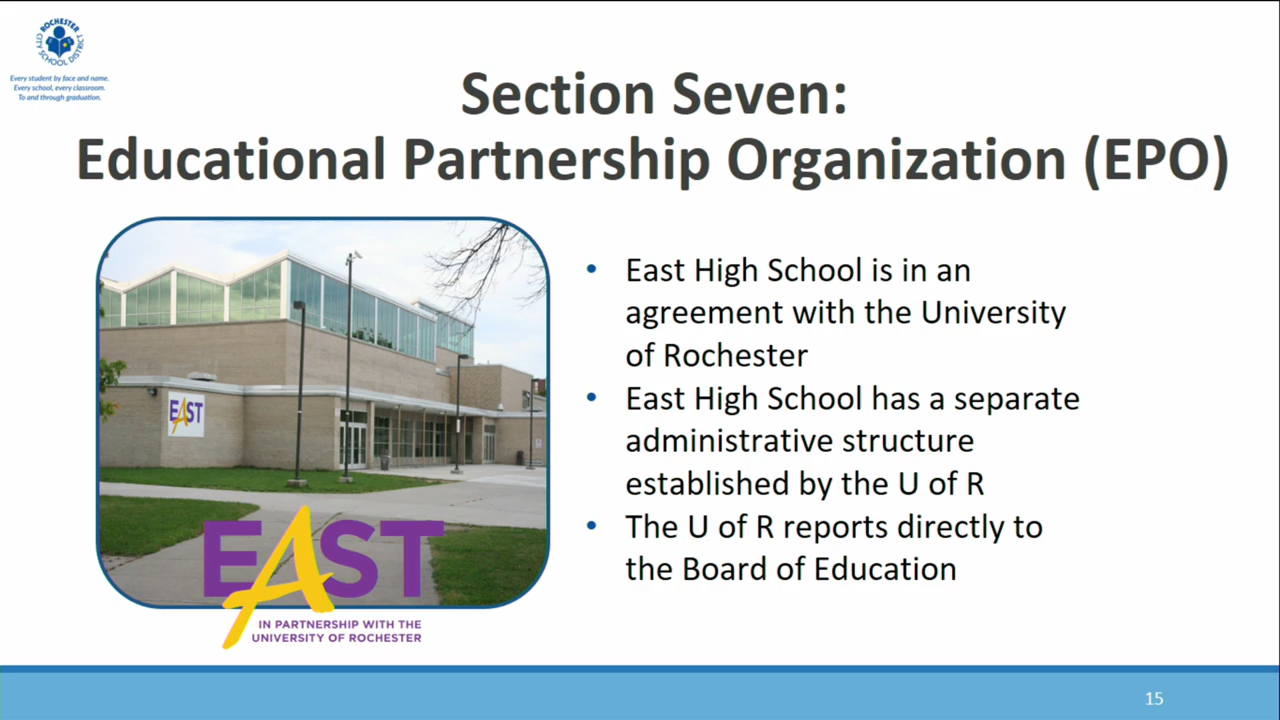 ROCHESTER
CITY SCHOOL DISTRICT
Every student by face and name.
Every school, every classroom.
To and through graduation.
Section Seven:
Educational Partnership Organization (EPO)
EAST
EAST
IN PARTNERSHIP WITH THE
UNIVERSITY OF ROCHESTER
• East High School is in an
agreement with the University
of Rochester
• East High School has a separate
administrative structure
established by the U of R
• The U of R reports directly to
the Board of Education
15